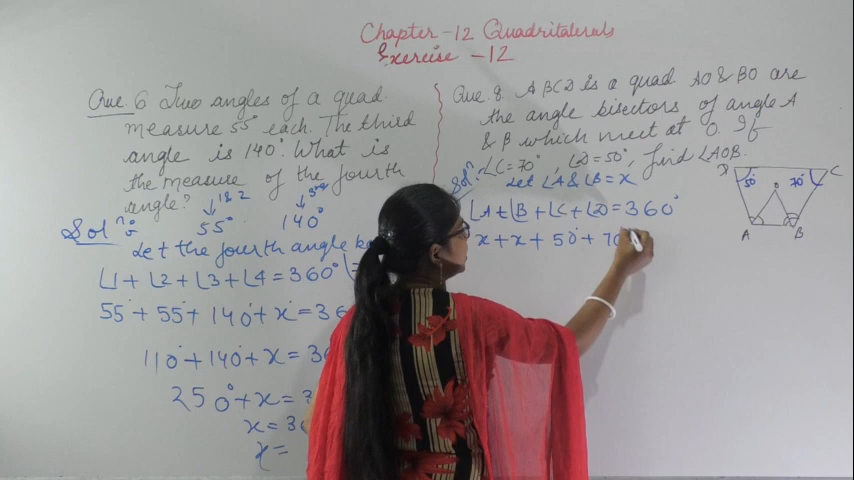 Chapter-12 Quadritalerals
Exercise -12
Que. 6 Two angles of a quad.
measure 55° each. The third
angle is 140°. What is
the measure of the fourth
angle?
1&2
3rd
55°
140°
Solⁿ:
Let the fourth angle be
∠1 + ∠2 + ∠3 + ∠4 = 360°
55° + 55° + 140° + x = 36
110° + 140° + x = 36
250° + x = 3
x = 36
x =
Que. 8. ABCD is a quad AO & BO are
the angle bisectors of angle A
& B which meet at O. If
∠C = 70°, ∠D = 50°, find ∠AOB.
Solⁿ:
Let ∠A & ∠B = x
∠A + ∠B + ∠C + ∠D = 360°
x + x + 50° + 70
D
C
50°
70°
O
A
B